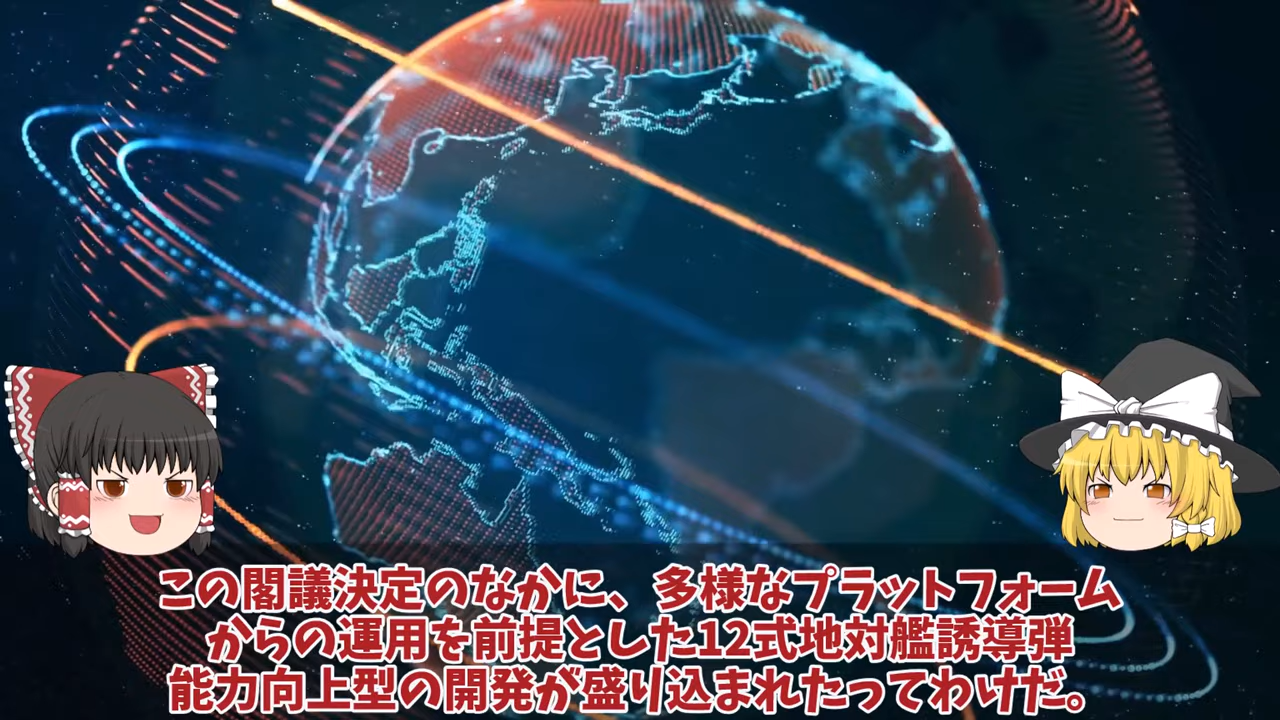 この閣議決定のなかに、多様なプラットフォーム
からの運用を前提とした12式地対艦誘導弾
能力向上型の開発が盛り込まれたってわけだ。